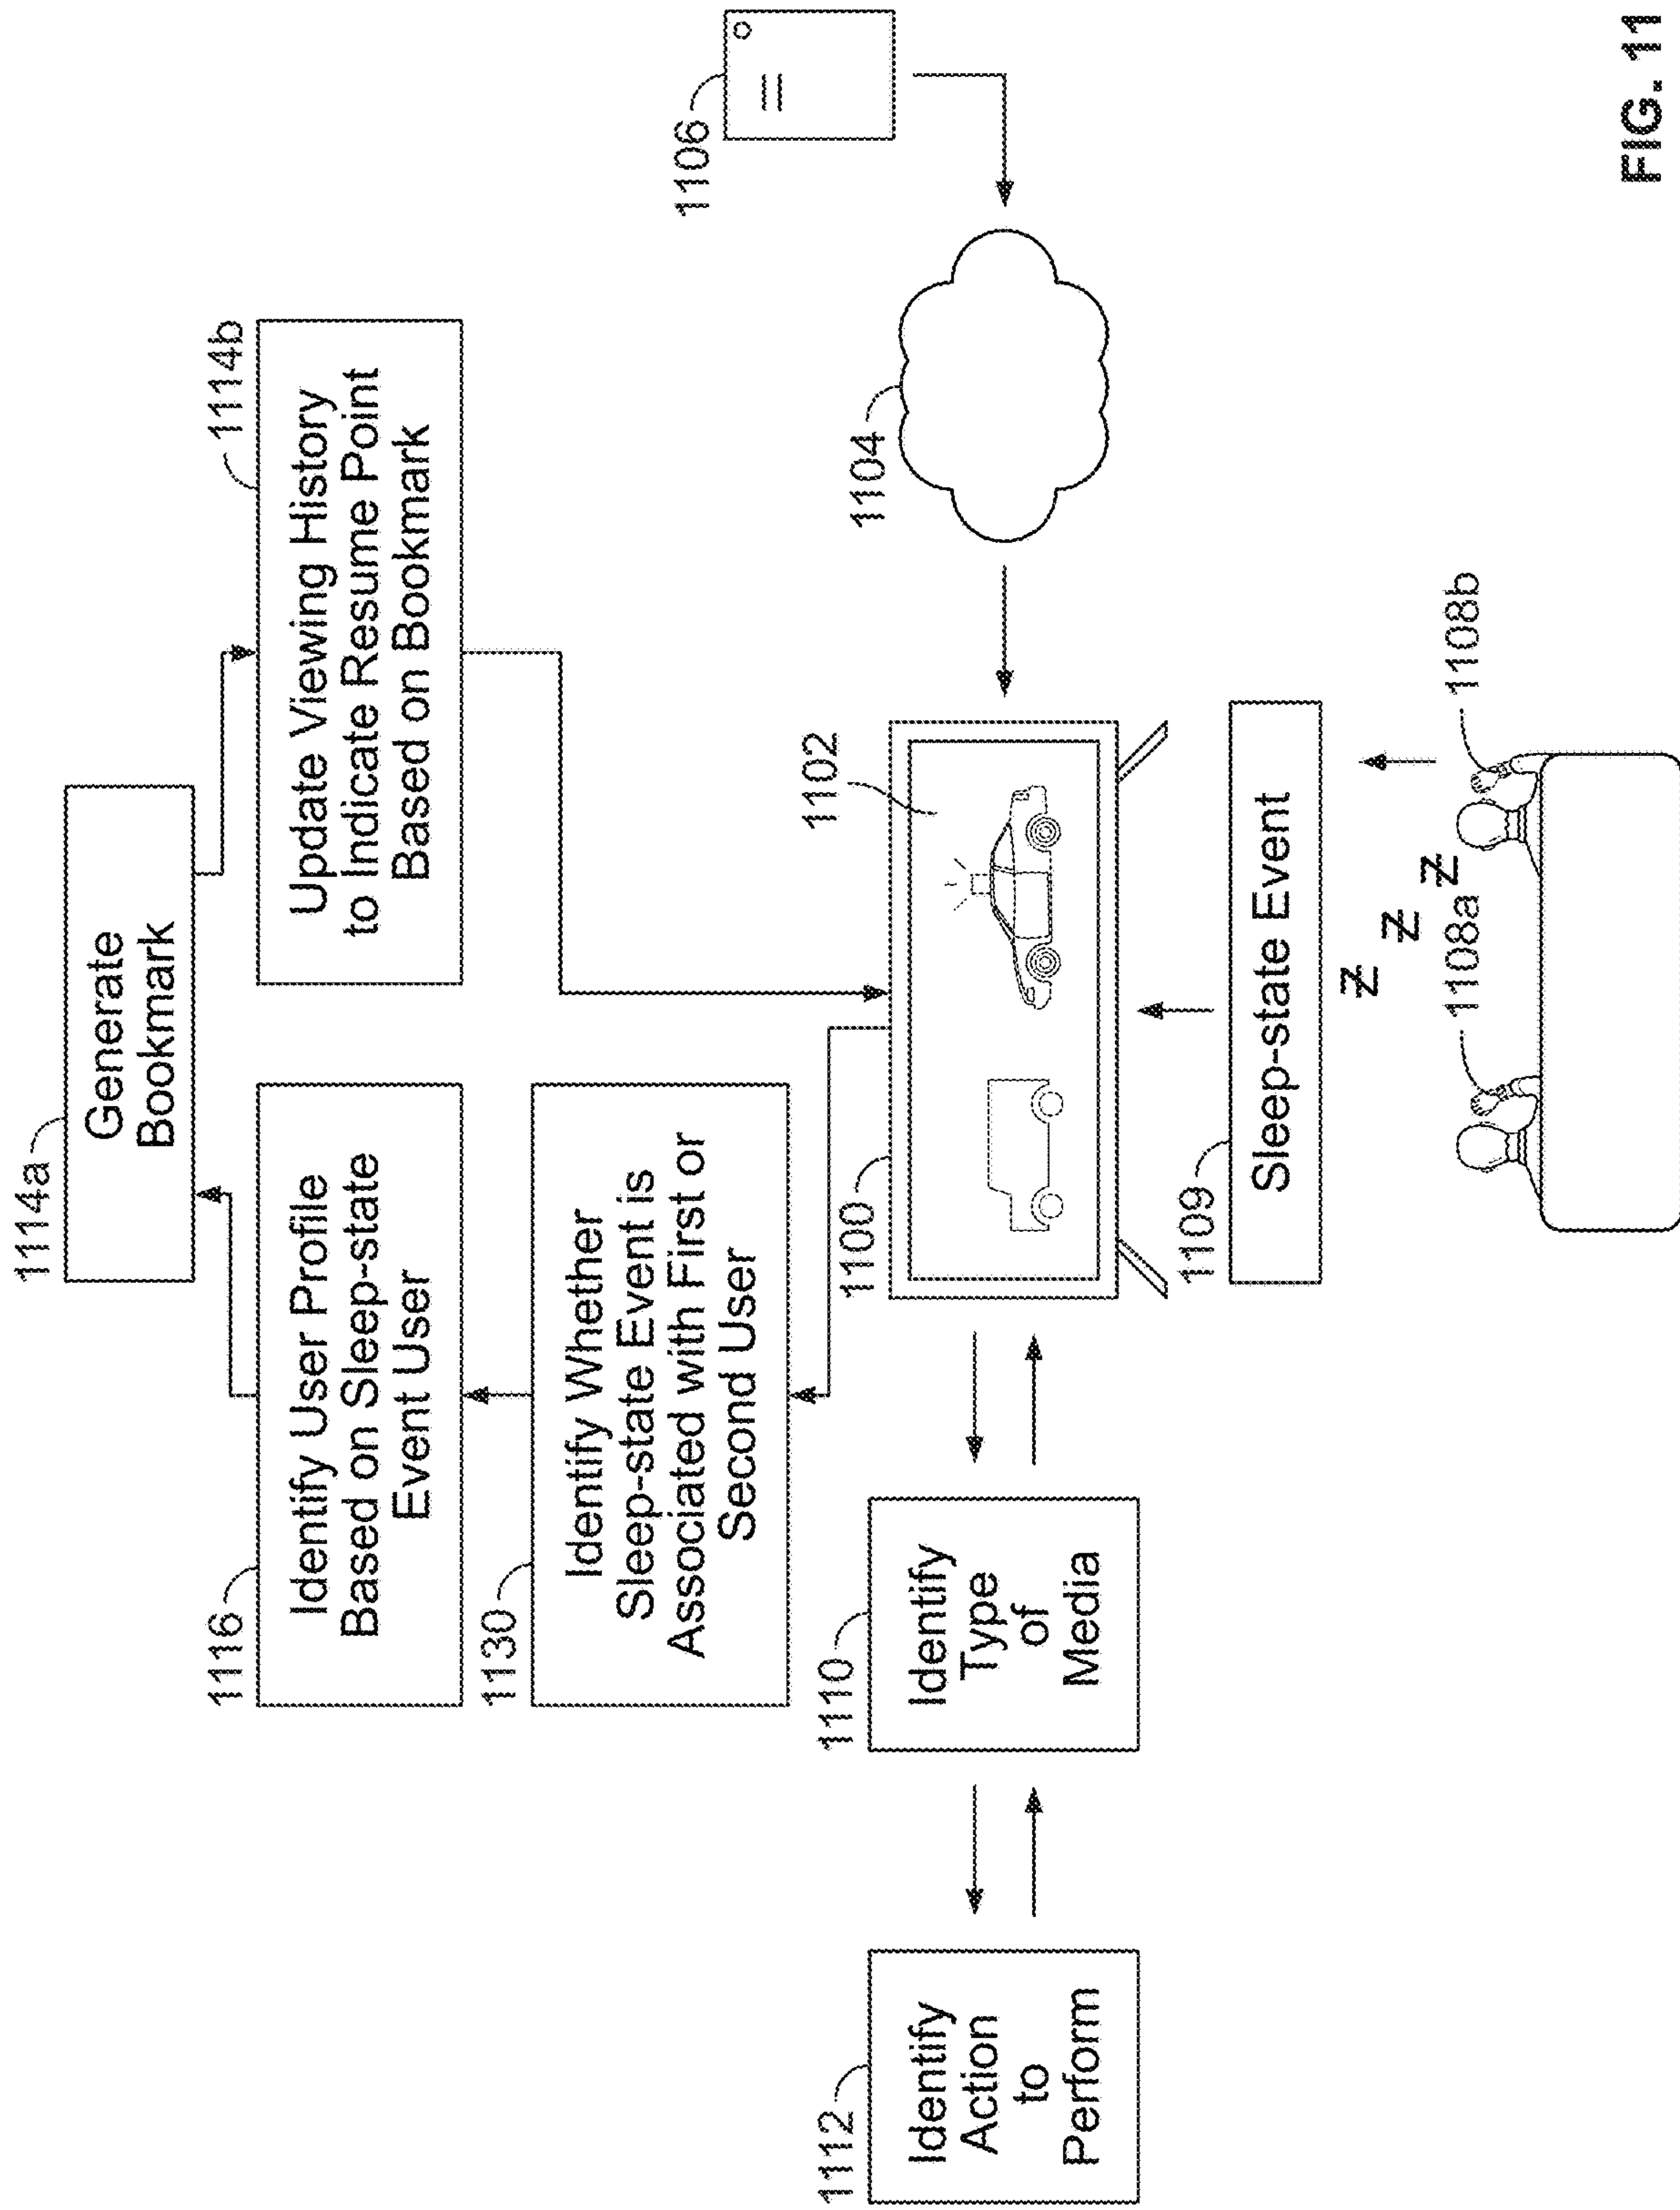 1114a
Generate
Bookmark
1116
Identify User Profile
Based on Sleep-state
Event User
1114b
Update Viewing History
to Indicate Resume Point
Based on Bookmark
1130
Identify Whether
Sleep-state Event is
Associated with First or
Second User
1106
1112
Identify
Action
to
Perform
1110
Identify
Type
of
Media
1100
1102
1104
1109
Sleep-state Event
Z Z Z Z
1108a
1108b
FIG. 11